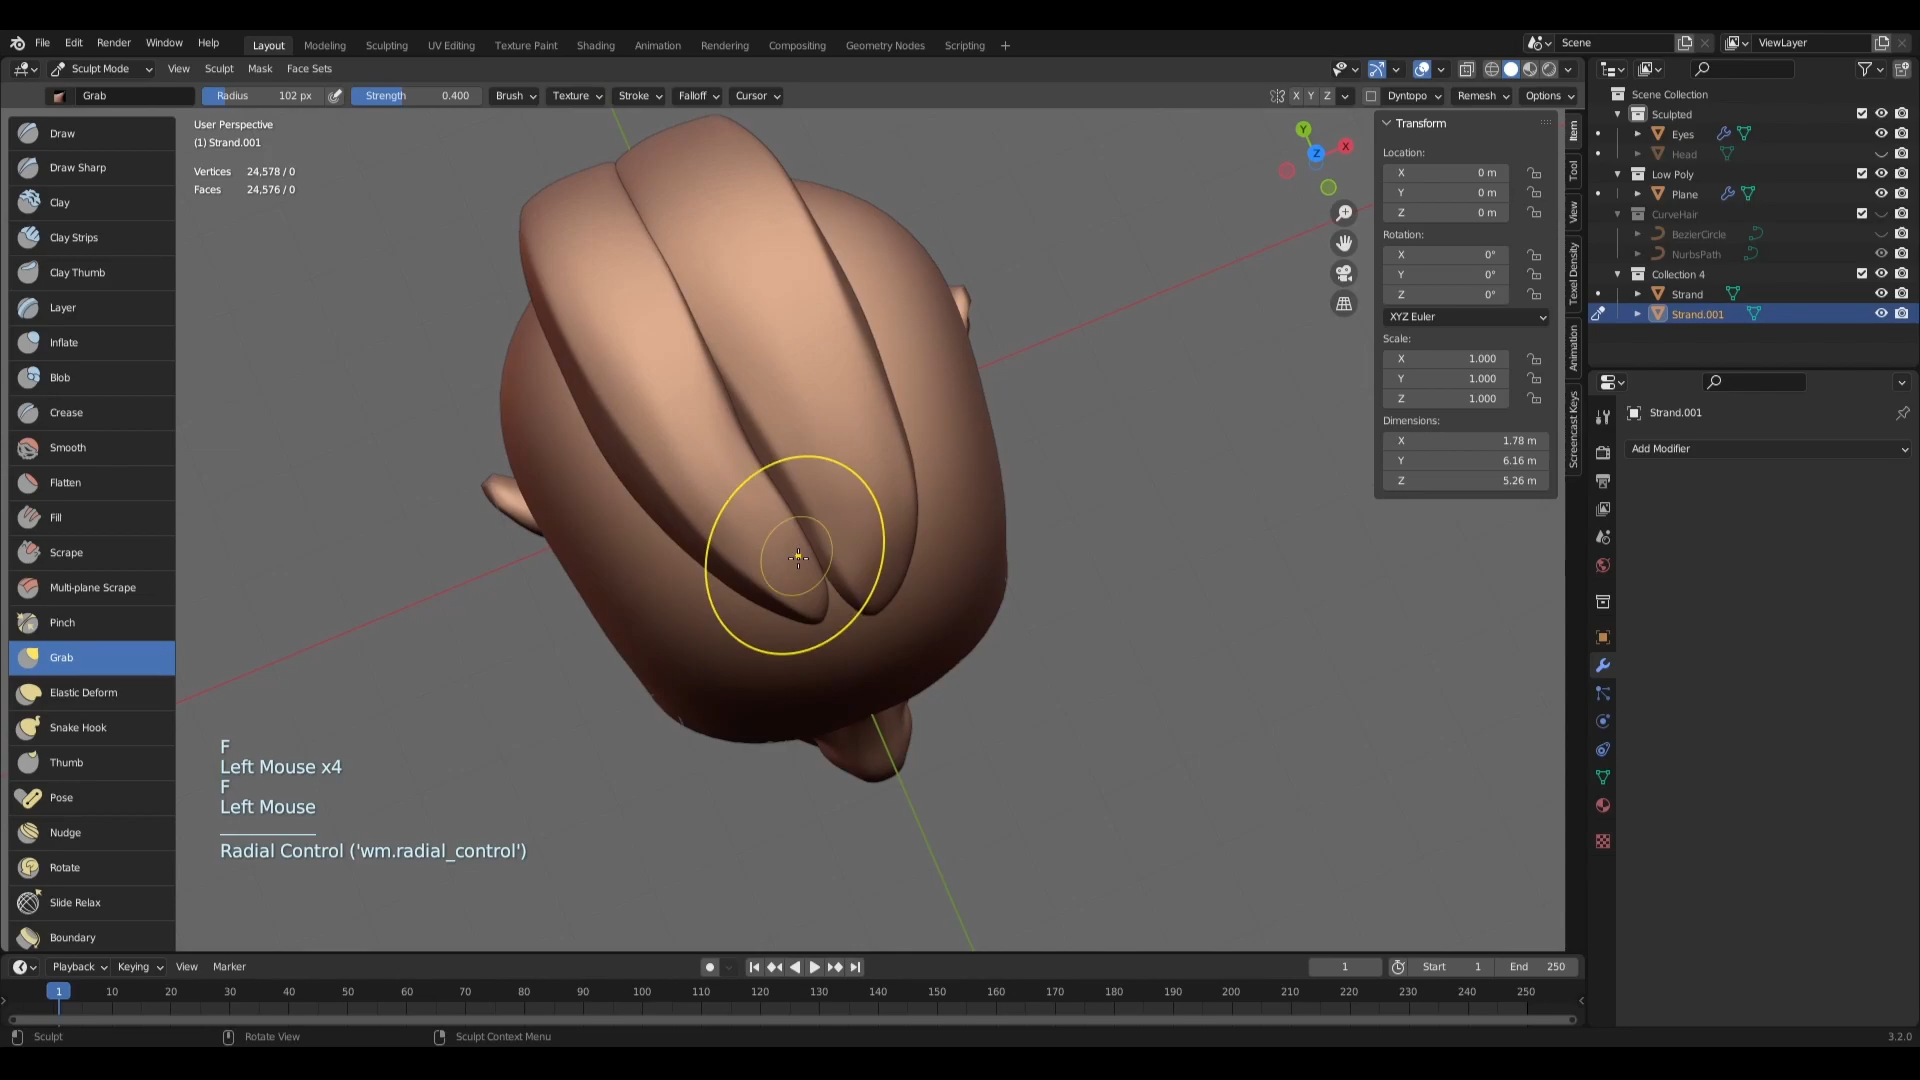 File Edit Render Window Help Layout Modeling Sculpting UV Editing Texture Paint Shading Animation Rendering Compositing Geometry Nodes Scripting + Scene ViewLayer
Sculpt Mode View Sculpt Mask Face Sets
Grab Radius 102 px Strength 0.400 Brush Texture Stroke Falloff Cursor X Y Z Dyntopo Remesh Options
User Perspective
(1) Strand.001
Vertices 24,578 / 0
Faces 24,576 / 0
Draw
Draw Sharp
Clay
Clay Strips
Clay Thumb
Layer
Inflate
Blob
Crease
Smooth
Flatten
Fill
Scrape
Multi-plane Scrape
Pinch
Grab
Elastic Deform
Snake Hook
Thumb
Pose
Nudge
Rotate
Slide Relax
Boundary
F
Left Mouse x4
F
Left Mouse
Radial Control ('wm.radial_control')
Y
X
Z
Transform
Location:
X 0 m
Y 0 m
Z 0 m
Rotation:
X 0°
Y 0°
Z 0°
XYZ Euler
Scale:
X 1.000
Y 1.000
Z 1.000
Dimensions:
X 1.78 m
Y 6.16 m
Z 5.26 m
Item
Tool
View
Texel Density
Animation
Screencast Keys
Scene Collection
Sculpted
Eyes
Head
Low Poly
Plane
CurveHair
BezierCircle
NurbsPath
Collection 4
Strand
Strand.001
Strand.001
Add Modifier
Playback Keying View Marker 1 Start 1 End 250
1 10 20 30 40 50 60 70 80 90 100 110 120 130 140 150 160 170 180 190 200 210 220 230 240 250
Sculpt Rotate View Sculpt Context Menu 3.2.0